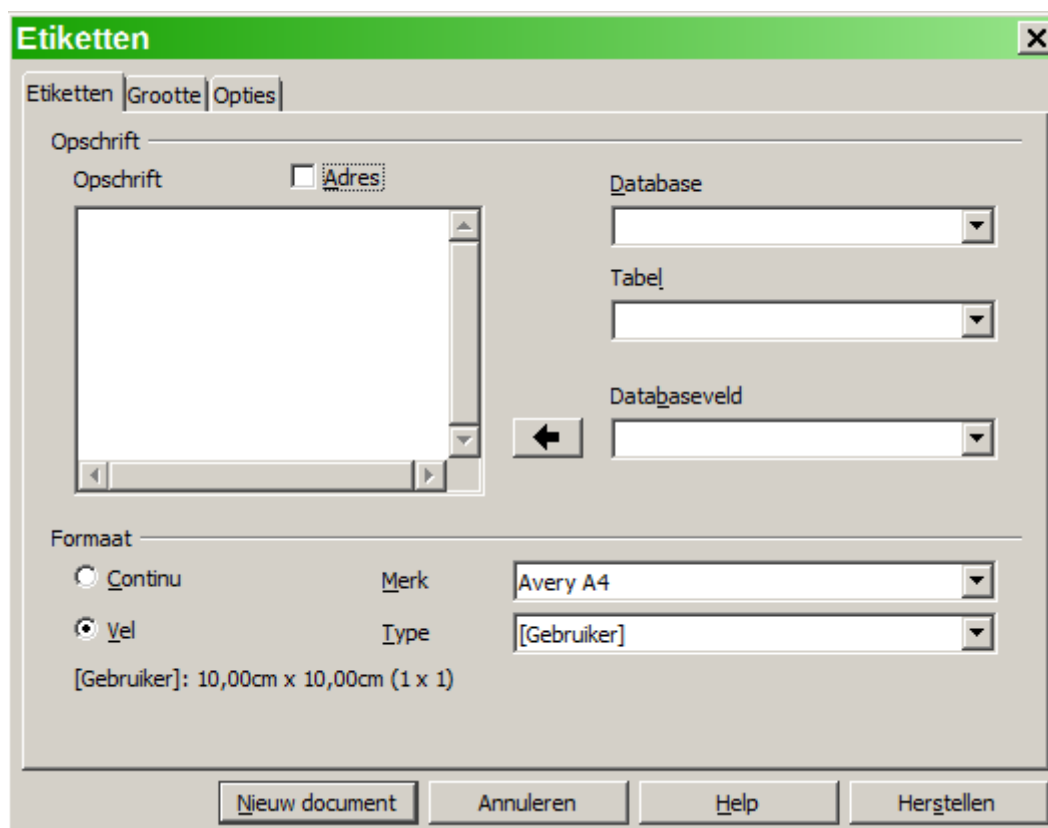 Etiketten
Etiketten Grootte Opties
Opschrift
Opschrift Adres
Database
Tabel
Databaseveld
Formaat
Continu Merk Avery A4
Vel Type [Gebruiker]
[Gebruiker]: 10,00cm x 10,00cm (1 x 1)
Nieuw document Annuleren Help Herstellen